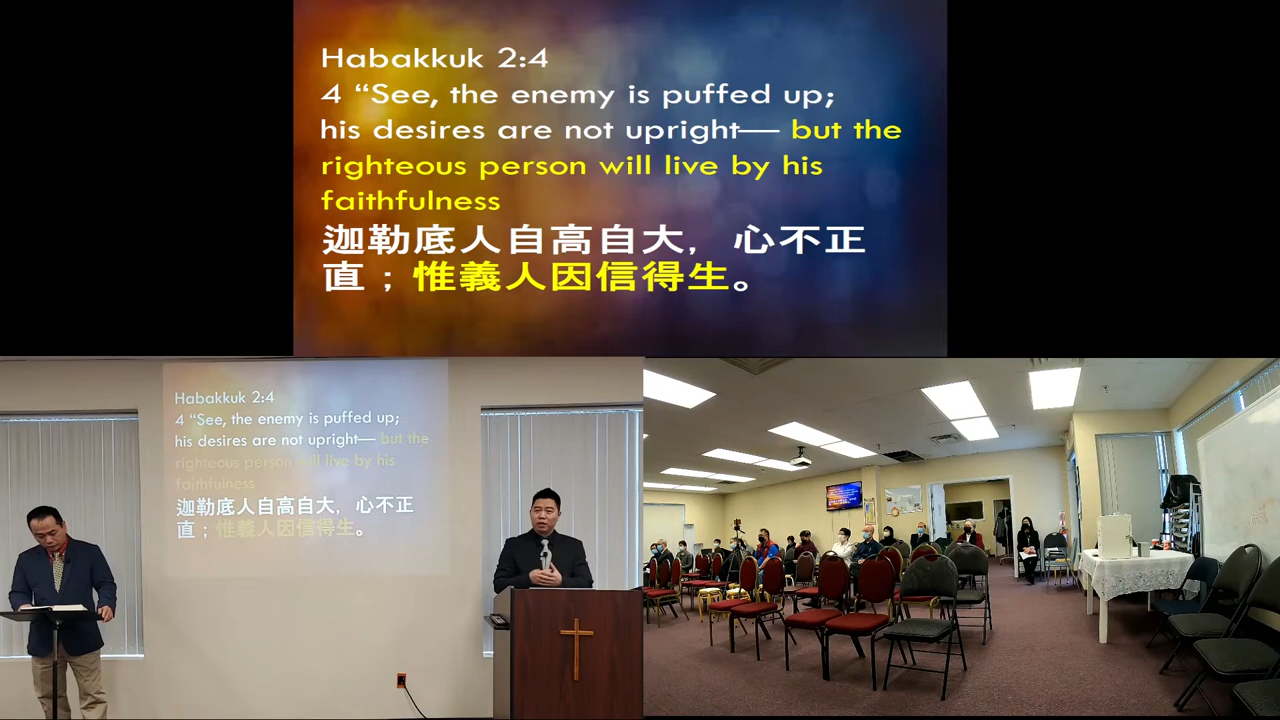 Habakkuk 2:4
4 “See, the enemy is puffed up;
his desires are not upright— but the
righteous person will live by his
faithfulness
迦勒底人自高自大，心不正
直；惟義人因信得生。
Habakkuk 2:4
4 “See, the enemy is puffed up;
his desires are not upright— but the
righteous person will live by his
faithfulness
迦勒底人自高自大，心不正
直；惟義人因信得生。